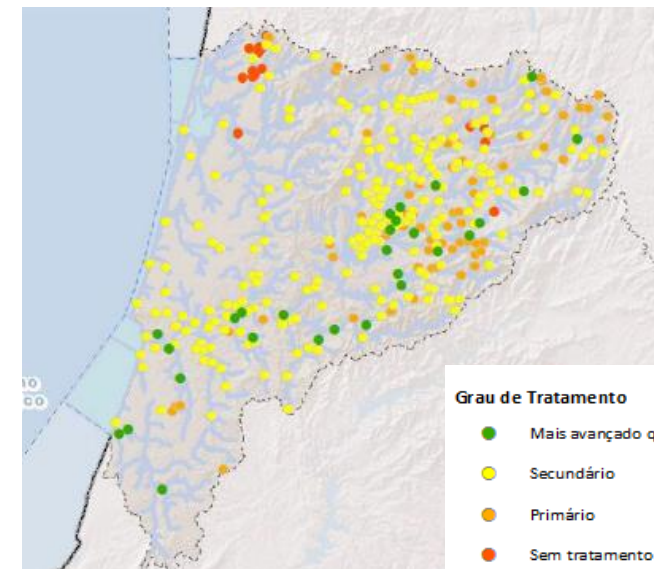 Grau de Tratamento
Mais avançado q
Secundário
Primário
Sem tratamento